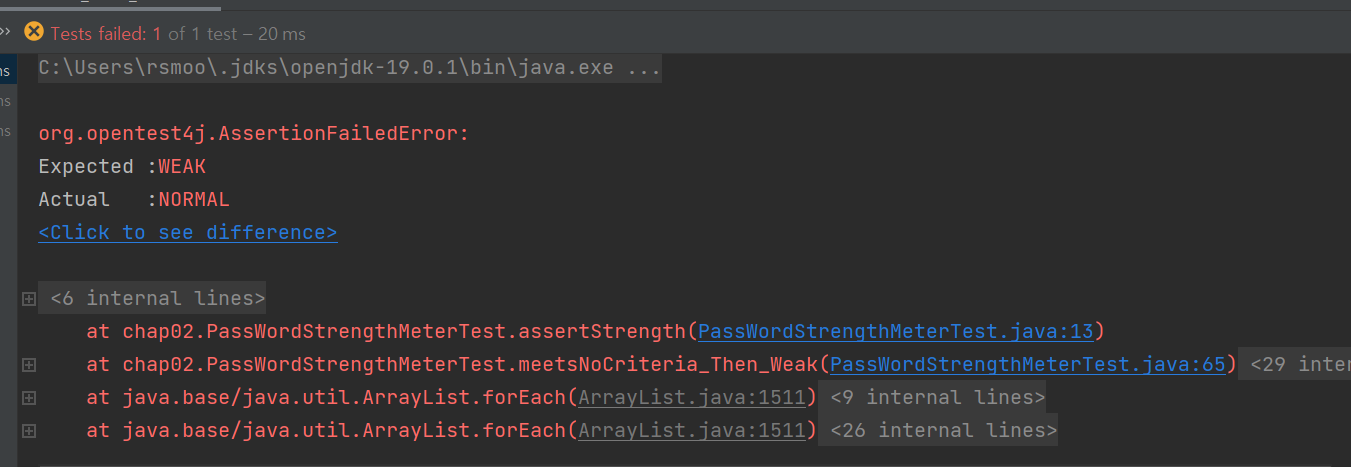 >> Tests failed: 1 of 1 test – 20 ms
ns C:\Users\rsmoo\.jdks\openjdk-19.0.1\bin\java.exe ...
ns
org.opentest4j.AssertionFailedError:
ns
Expected :WEAK
Actual   :NORMAL
<Click to see difference>
<6 internal lines>
at chap02.PassWordStrengthMeterTest.assertStrength(PassWordStrengthMeterTest.java:13)
at chap02.PassWordStrengthMeterTest.meetsNoCriteria_Then_Weak(PassWordStrengthMeterTest.java:65) <29 inter
at java.base/java.util.ArrayList.forEach(ArrayList.java:1511) <9 internal lines>
at java.base/java.util.ArrayList.forEach(ArrayList.java:1511) <26 internal lines>